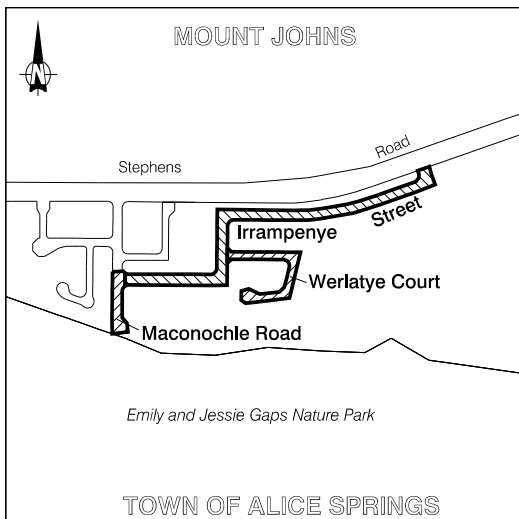 MOUNT JOHNS
N
Stephens Road
Irrampenye Street
Werlatye Court
Maconochle Road
Emily and Jessie Gaps Nature Park
TOWN OF ALICE SPRINGS